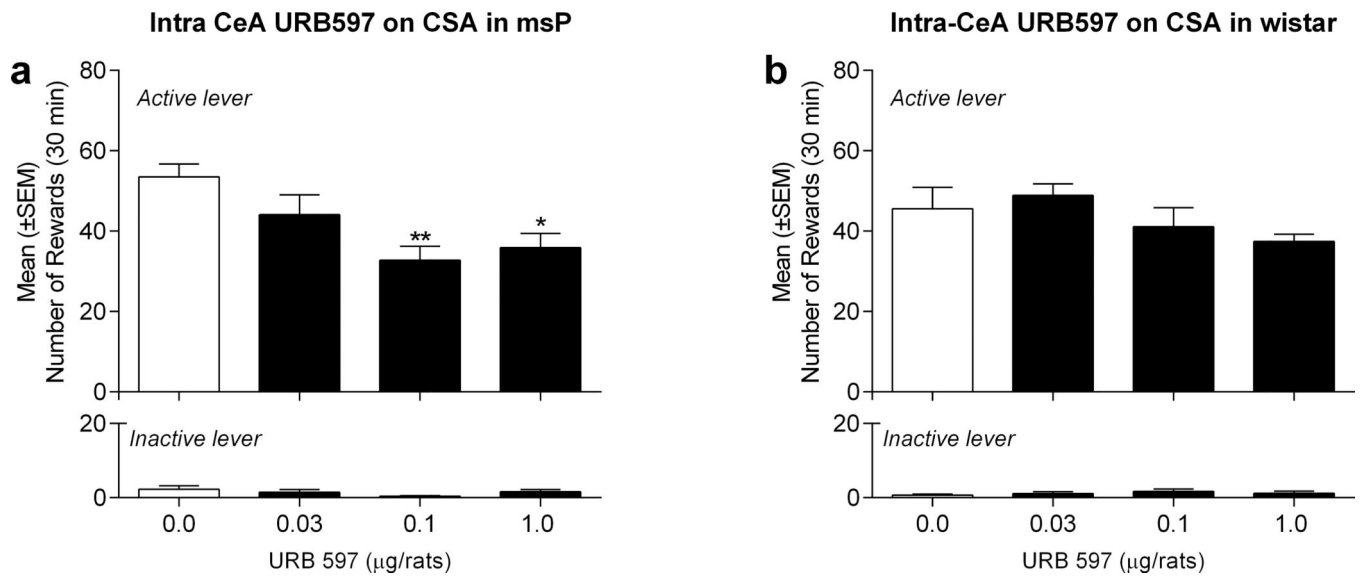 Intra CeA URB597 on CSA in msP
a
Active lever
Mean (±SEM)
Number of Rewards (30 min)
80
60
40
20
0
**
*
Inactive lever
20
0
0.0 0.03 0.1 1.0
URB 597 (μg/rats)
Intra-CeA URB597 on CSA in wistar
b
Active lever
Mean (±SEM)
Number of Rewards (30 min)
80
60
40
20
0
Inactive lever
20
0
0.0 0.03 0.1 1.0
URB 597 (μg/rats)